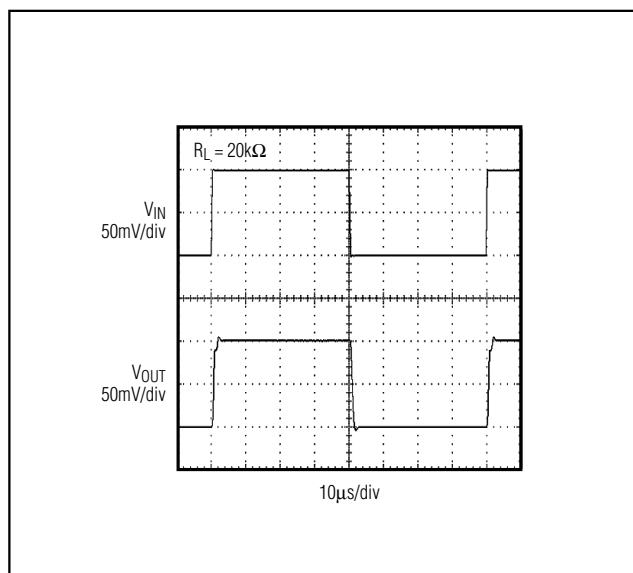 R_L = 20kΩ
V_IN
50mV/div
V_OUT
50mV/div
10μs/div